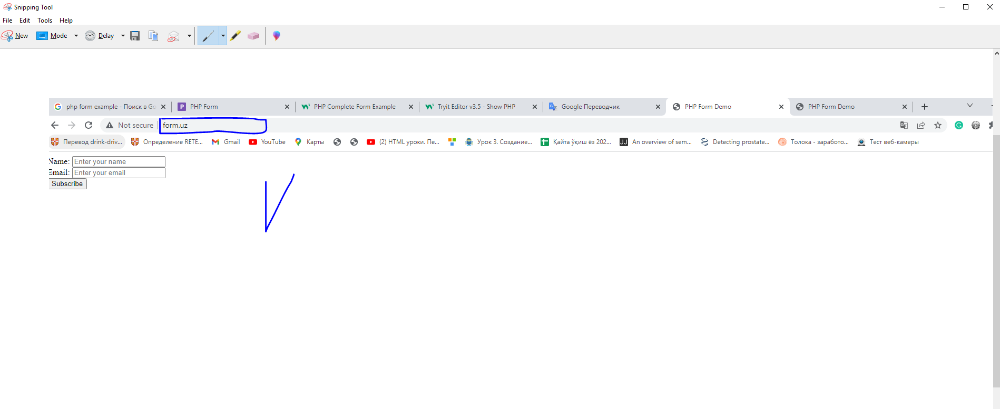 Snipping Tool
File Edit Tools Help
New Mode Delay
php form example - Поиск в Go PHP Form PHP Complete Form Example Tryit Editor v3.5 - Show PHP Google Переводчик PHP Form Demo PHP Form Demo
Not secure form.uz
Перевод drink-driv... Определение RETE... Gmail YouTube Карты (2) HTML уроки. Пе... Урок 3. Создание... Қайта ўқиш ёз 202... An overview of sem... Detecting prostate... Толока - заработо... Тест веб-камеры
Name: Enter your name
Email: Enter your email
Subscribe